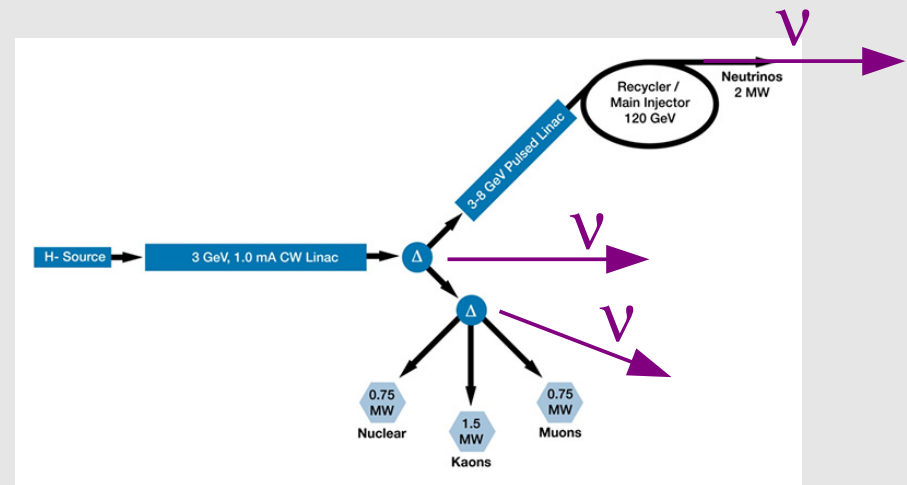 ν
Neutrinos
2 MW
Recycler /
Main Injector
120 GeV
3-8 GeV Pulsed Linac
ν
H- Source
3 GeV, 1.0 mA CW Linac
Δ
ν
Δ
0.75
MW
Nuclear
1.5
MW
Kaons
0.75
MW
Muons